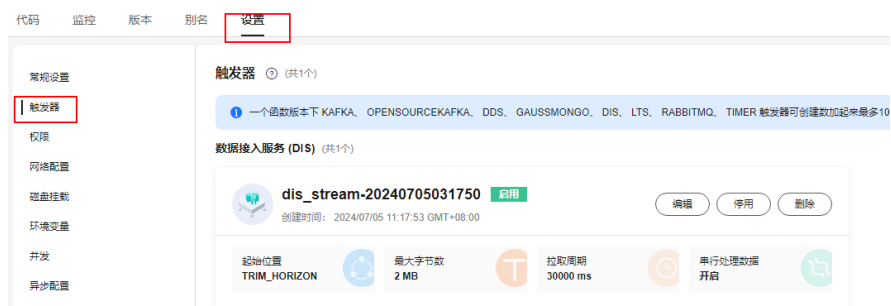 代码 监控 版本 别名 设置
常规设置
触发器
权限
网络配置
磁盘挂载
环境变量
并发
异步配置
触发器 (共1个)
一个函数版本下 KAFKA、 OPENSOURCEKAFKA、 DDS、 GAUSSMONGO、 DIS、 LTS、 RABBITMQ、 TIMER 触发器可创建数加起来最多10
数据接入服务 (DIS) (共1个)
dis_stream-20240705031750 启用
创建时间： 2024/07/05 11:17:53 GMT+08:00
编辑 停用 删除
起始位置 最大字节数 拉取周期 串行处理数据
TRIM_HORIZON 2 MB 30000 ms 开启